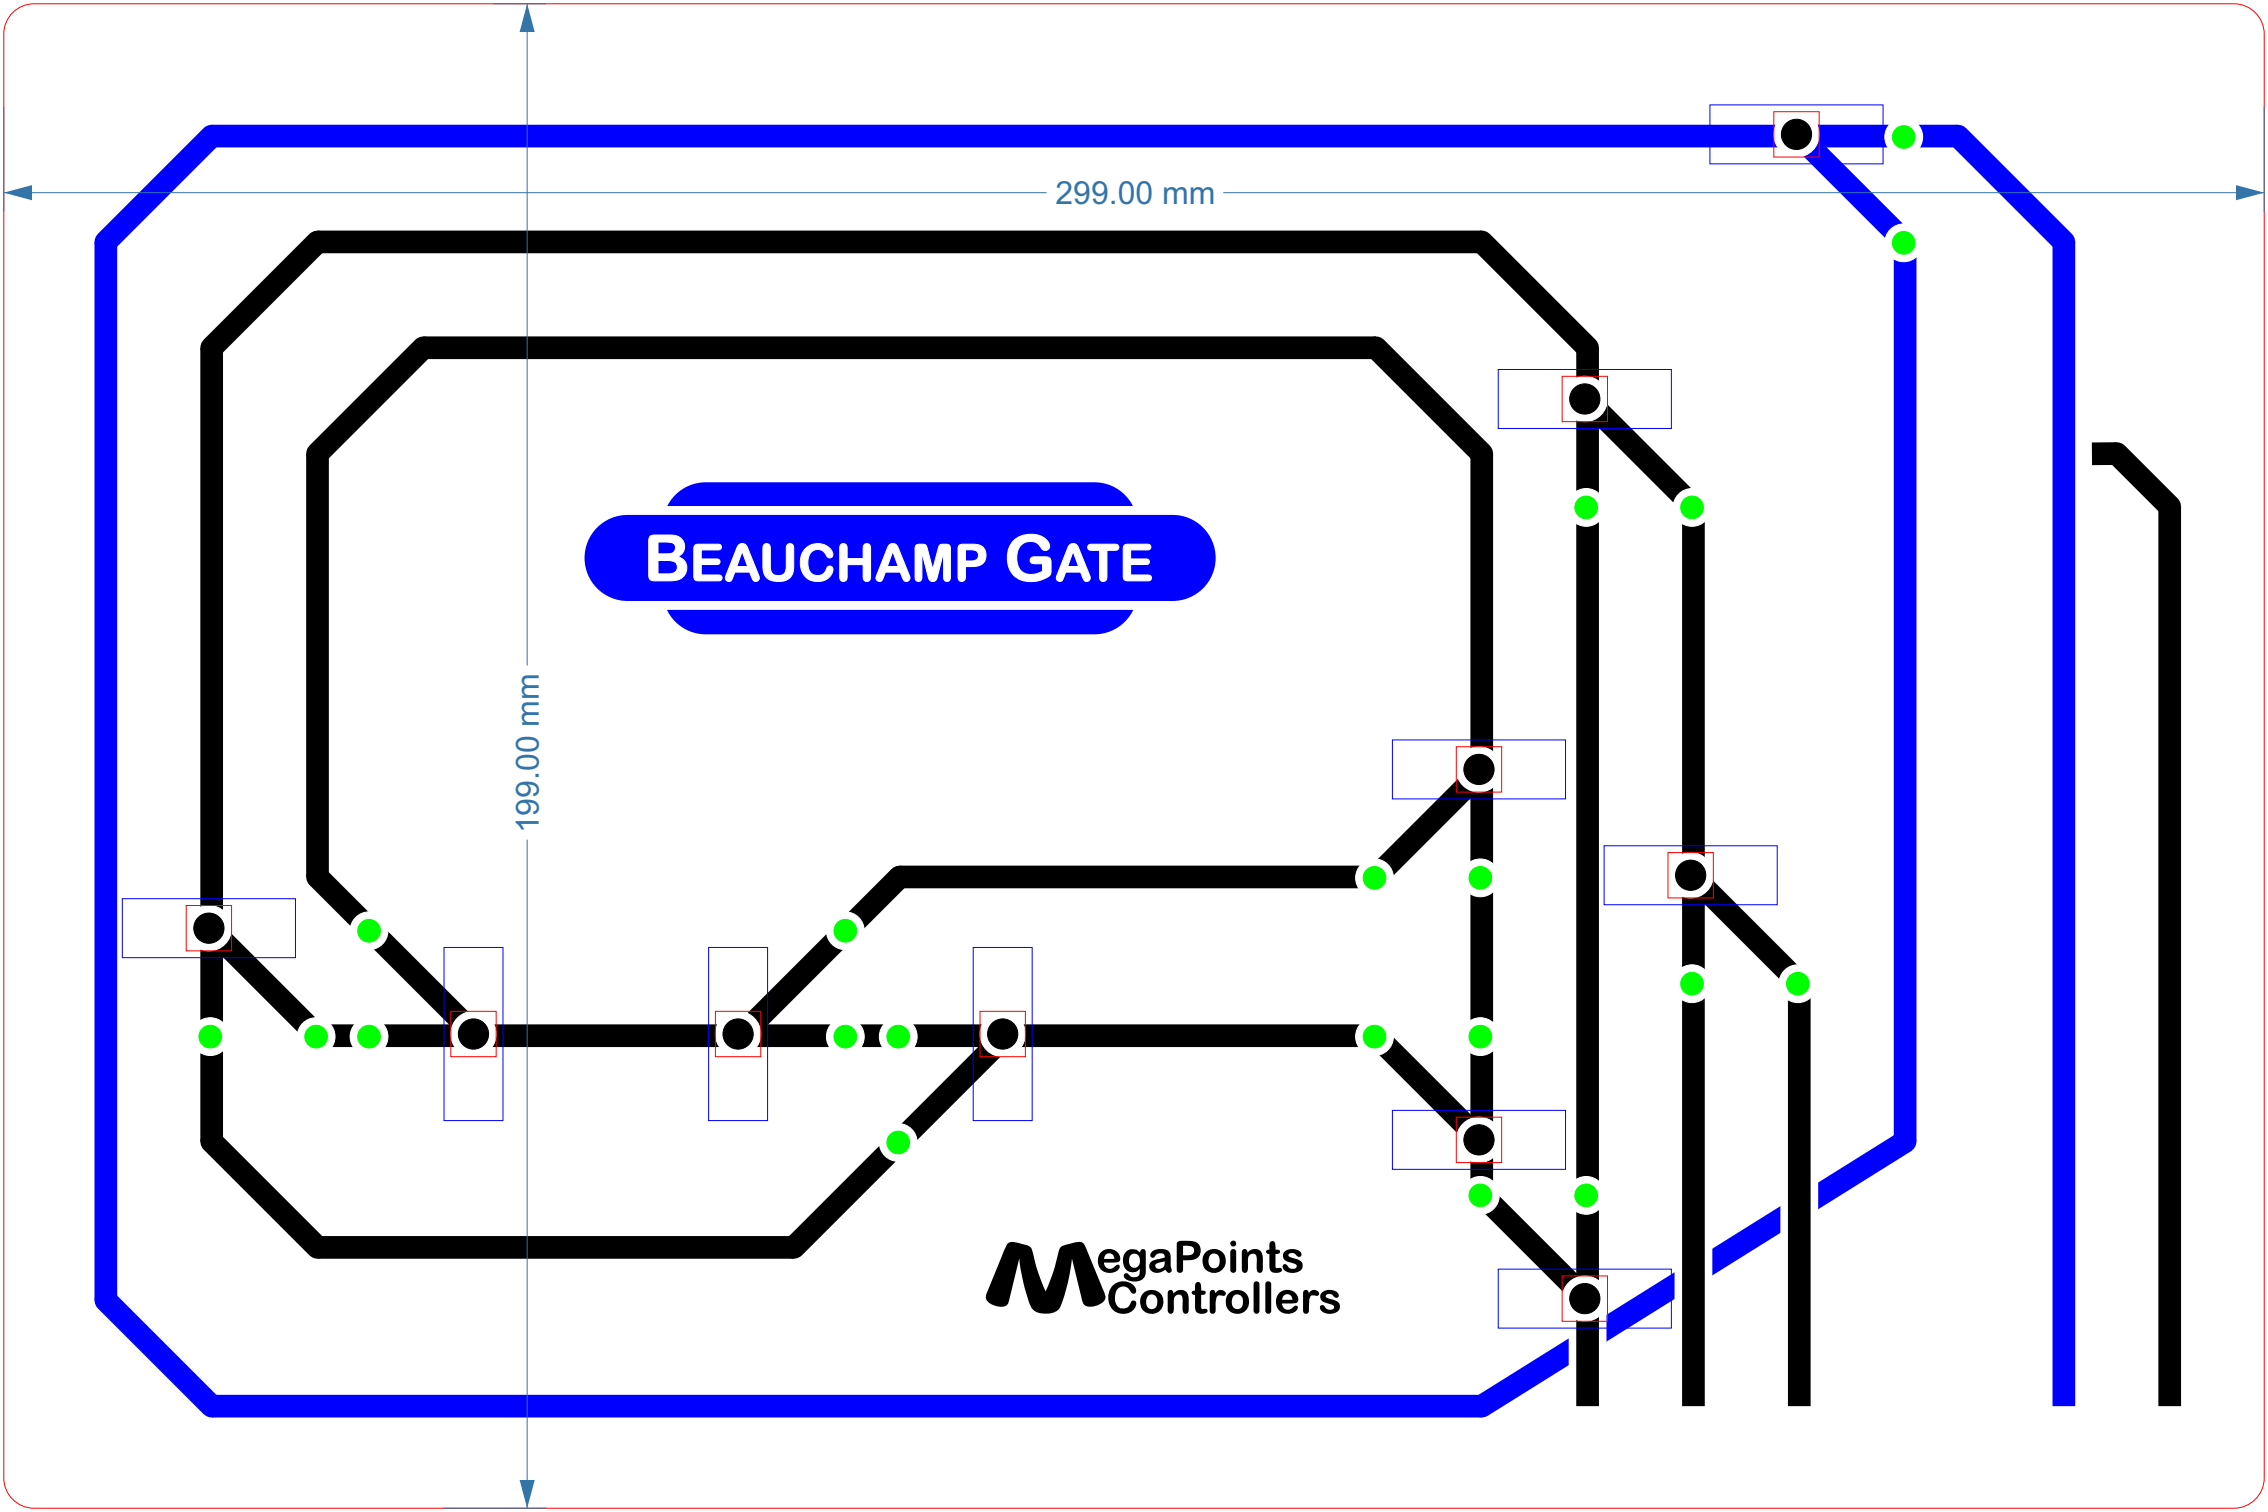 299.00 mm
BEAUCHAMP GATE
199.00 mm
MegaPoints
Controllers